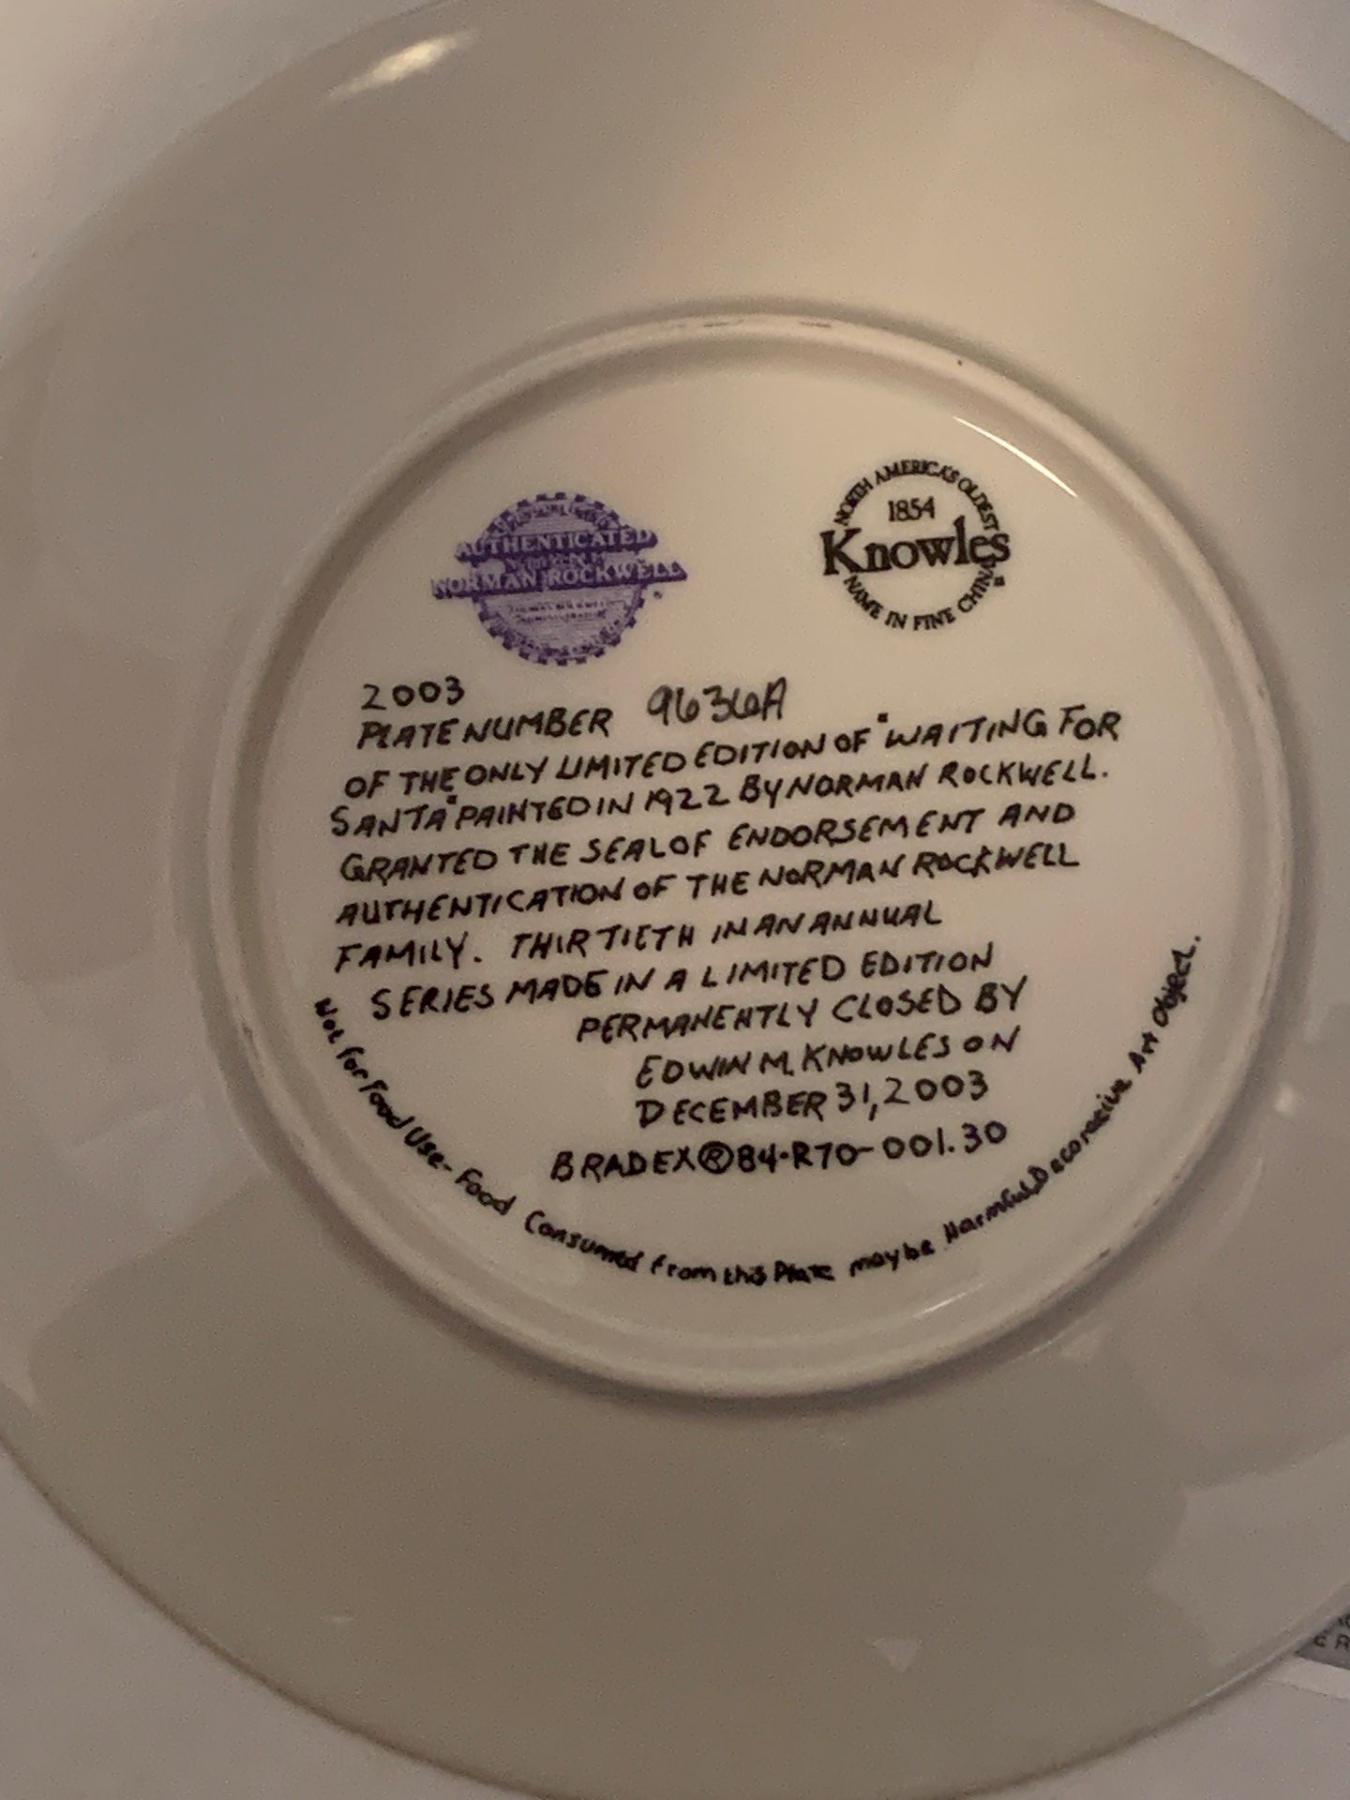 AUTHENTICATED
NORMAN ROCKWELL
NORTH AMERICA'S OLDEST
1854
Knowles
NAME IN FINE CHINA
2003
PLATE NUMBER 9636A
OF THE ONLY LIMITED EDITION OF "WAITING FOR
SANTA" PAINTED IN 1922 BY NORMAN ROCKWELL.
GRANTED THE SEAL OF ENDORSEMENT AND
AUTHENTICATION OF THE NORMAN ROCKWELL
FAMILY. THIRTIETH IN AN ANNUAL
SERIES MADE IN A LIMITED EDITION
PERMANENTLY CLOSED BY
EDWIN M. KNOWLES ON
DECEMBER 31, 2003
BRADEX®84-R70-001.30
Not for Food Use- Food Consumed from this Plate may be Harmful. Decorative Art Object.